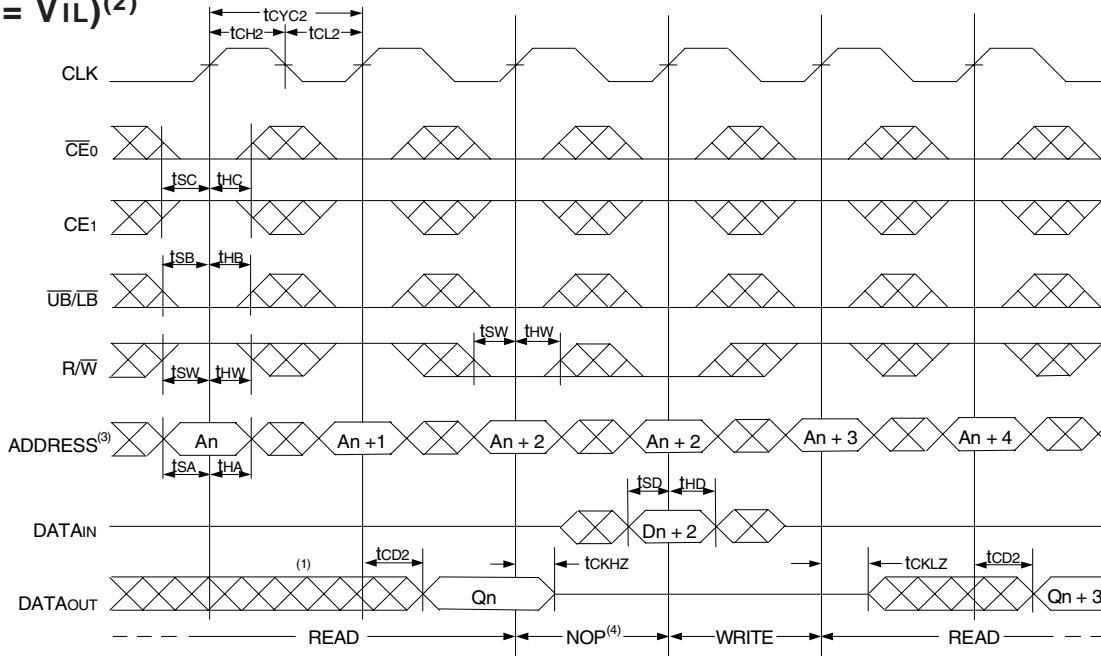 = VIL)(2)
tCYC2
tCH2 tCL2
CLK
CE0
tSC tHC
CE1
tSB tHB
UB/LB
tSW tHW
R/W
tSW tHW
ADDRESS(3) An An +1 An + 2 An + 2 An + 3 An + 4
tSA tHA
tSD tHD
DATAIN Dn + 2
(1) tCD2 tCKHZ tCKLZ tCD2
DATAOUT Qn Qn + 3
READ NOP(4) WRITE READ